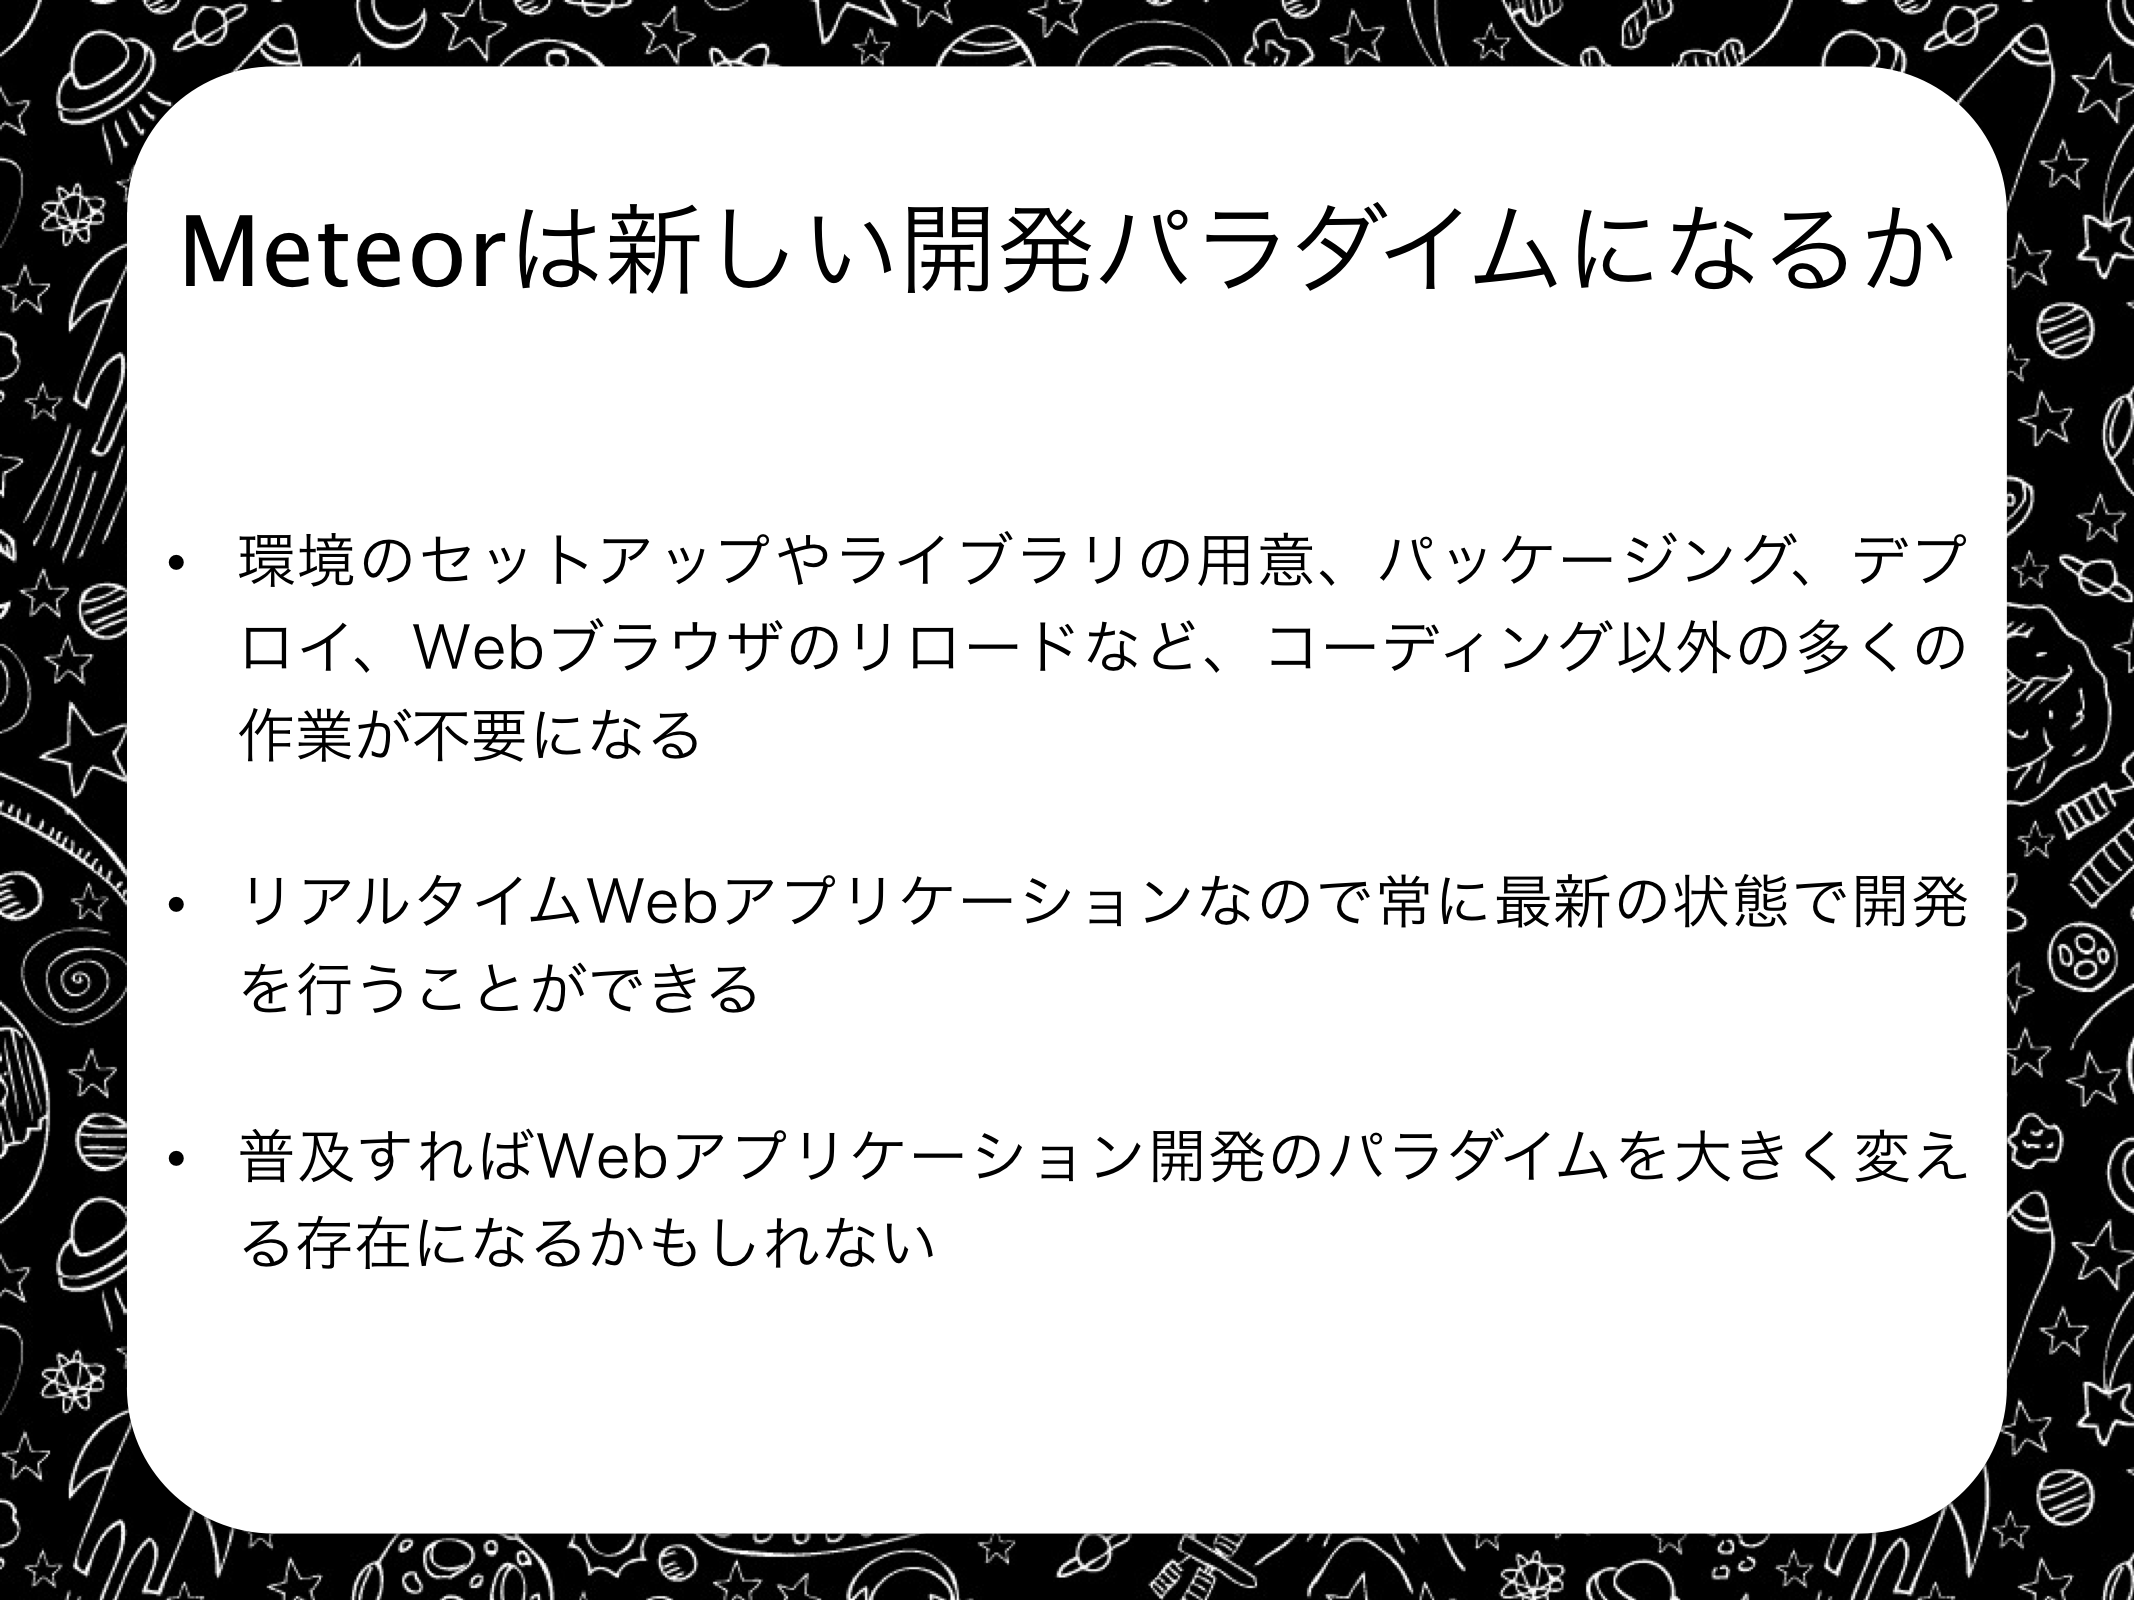 Meteorは新しい開発パラダイムになるか
• 環境のセットアップやライブラリの用意、パッケージング、デプ
ロイ、Webブラウザのリロードなど、コーディング以外の多くの
作業が不要になる
• リアルタイムWebアプリケーションなので常に最新の状態で開発
を行うことができる
• 普及すればWebアプリケーション開発のパラダイムを大きく変え
る存在になるかもしれない